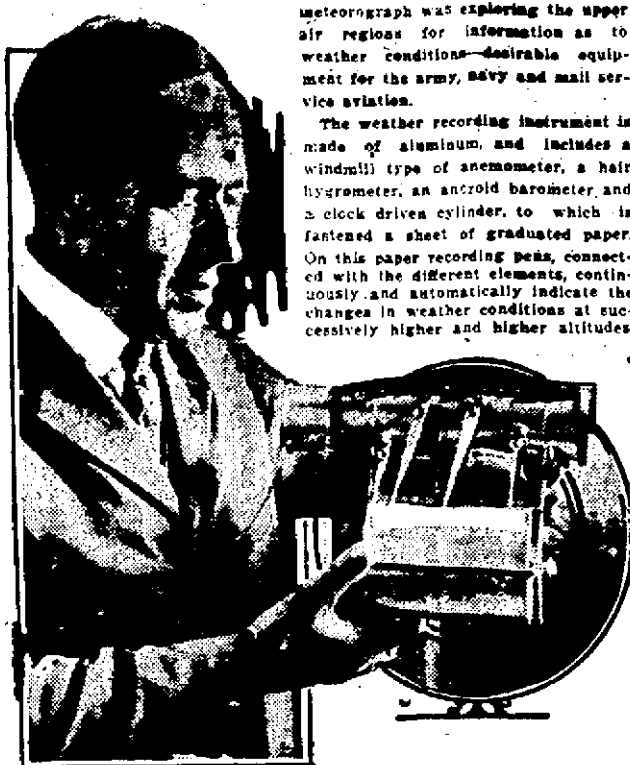 meteorograph was exploring the upper
air regions for information as to
weather conditions—desirable equip-
ment for the army, navy and mail ser-
vice aviation.
The weather recording instrument is
made of aluminum, and includes a
windmill type of anemometer, a hair
hygrometer, an antroid barometer and
a clock driven cylinder, to which is
fastened a sheet of graduated paper.
On this paper recording pens, connect-
ed with the different elements, contin-
uously and automatically indicate the
changes in weather conditions at suc-
cessively higher and higher altitudes